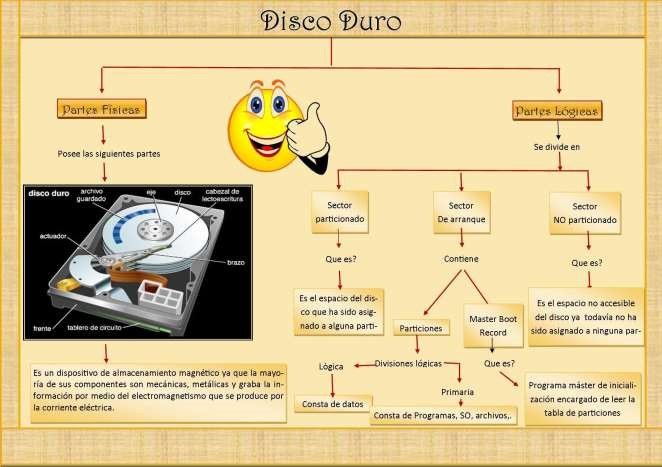 Disco Duro
Partes Físicas
Partes Lógicas
Posee las siguientes partes
Se divide en
disco duro
archivo
guardado
eje
disco
cabezal de
lectoescritura
actuador
brazo
frente
tablero de circuito
Es un dispositivo de almacenamiento magnético ya que la mayo-
ría de sus componentes son mecánicas, metálicas y graba la in-
formación por medio del electromagnetismo que se produce por
la corriente eléctrica.
Sector
particionado
Que es?
Es el espacio del dis-
co que ha sido asig-
nado a alguna parti-
Sector
De arranque
Contiene
Particiones
Divisiones lógicas
Lògica
Consta de datos
Primaria
Consta de Programas, SO, archivos,.
Master Boot
Record
Que es?
Programa máster de iniciali-
zación encargado de leer la
tabla de particiones
Sector
NO particionado
Que es?
Es el espacio no accesible
del disco ya  todavía no ha
sido asignado a ninguna par-